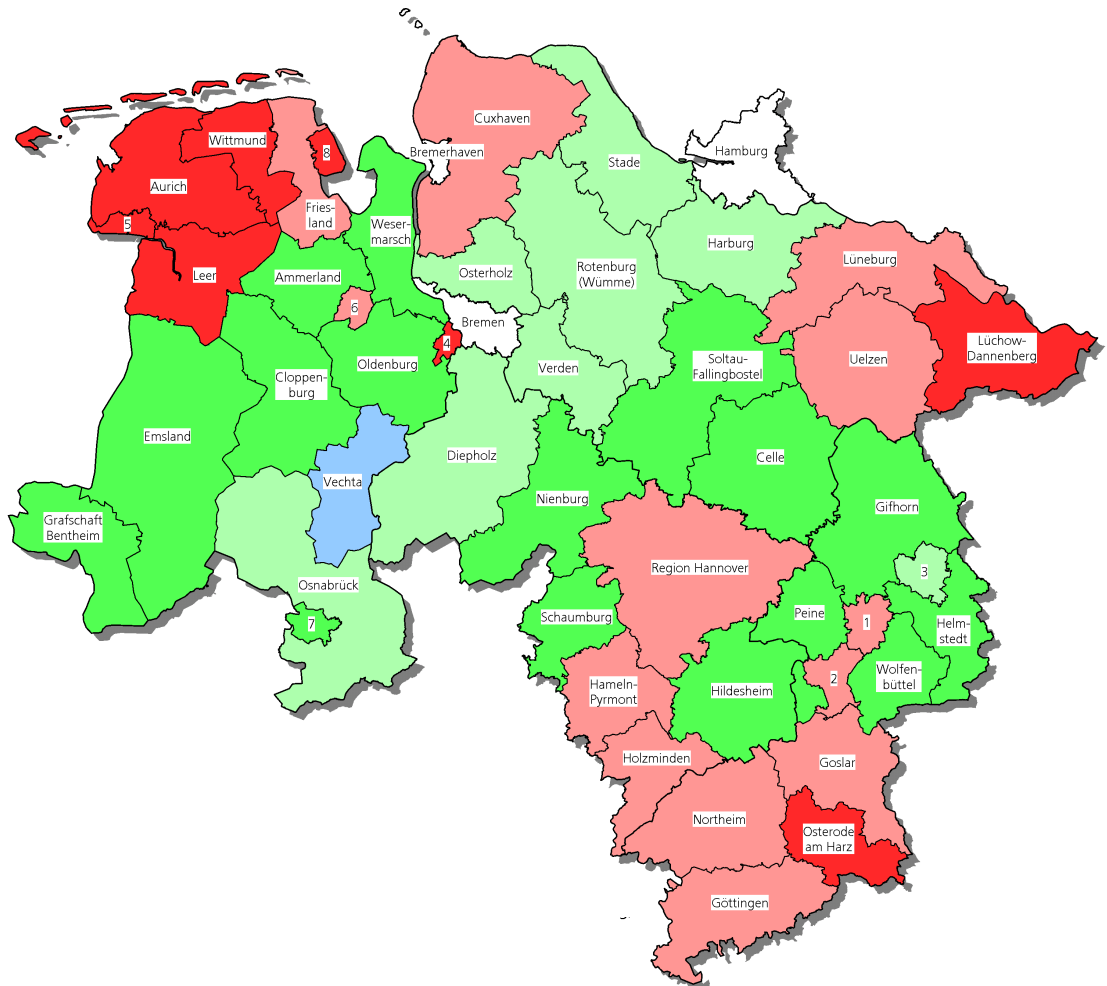 Cuxhaven
Wittmund
Bremerhaven
Hamburg
8
Stade
Aurich
Fries-
land
5
Weser-
marsch
Harburg
Lüneburg
Leer
Ammerland
Osterholz
Rotenburg
(Wümme)
6
Bremen
4
Lüchow-
Dannenberg
Oldenburg
Verden
Soltau-
Fallingbostel
Uelzen
Cloppen-
burg
Emsland
Diepholz
Celle
Vechta
Nienburg
Gifhorn
Grafschaft
Bentheim
Region Hannover
3
Osnabrück
7
Schaumburg
Peine
1
Helm-
stedt
Wolfen-
büttel
2
Hameln-
Pyrmont
Hildesheim
Holzminden
Goslar
Northeim
Osterode
am Harz
Göttingen